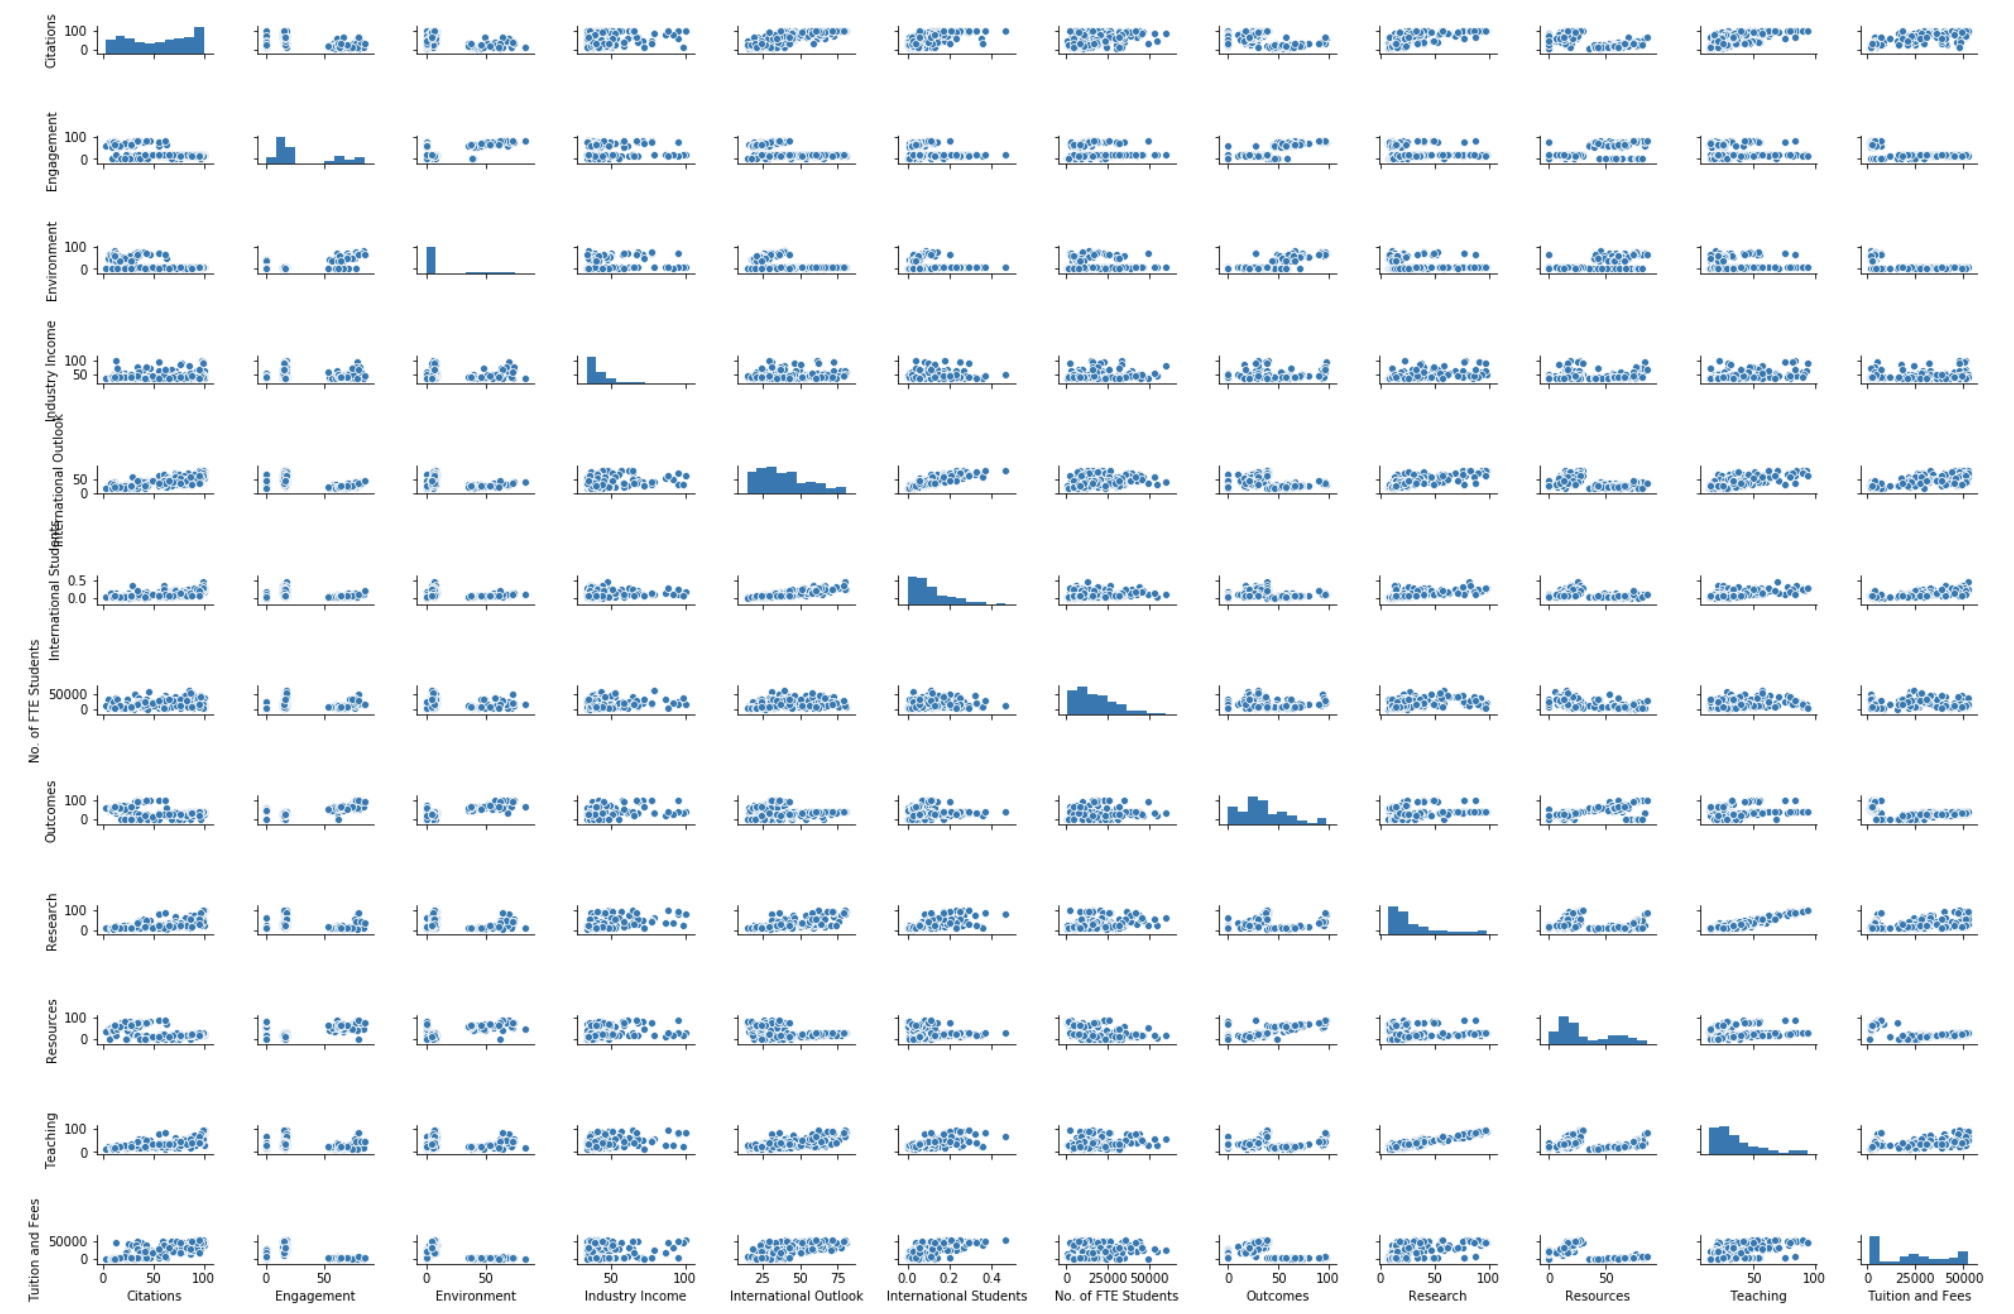 Citations
100
0
Engagement
100
0
Environment
100
0
Industry Income
100
50
International Outlook
50
0
International Students
0.5
0.0
No. of FTE Students
50000
0
Outcomes
100
0
Research
100
0
Resources
100
0
Teaching
100
0
Tuition and Fees
50000
0
0 50 100
0 50
0 50
50 100
25 50 75
0.0 0.2 0.4
0 25000 50000
0 50 100
0 50 100
0 50
50 100
0 25000 50000
Citations
Engagement
Environment
Industry Income
International Outlook
International Students
No. of FTE Students
Outcomes
Research
Resources
Teaching
Tuition and Fees